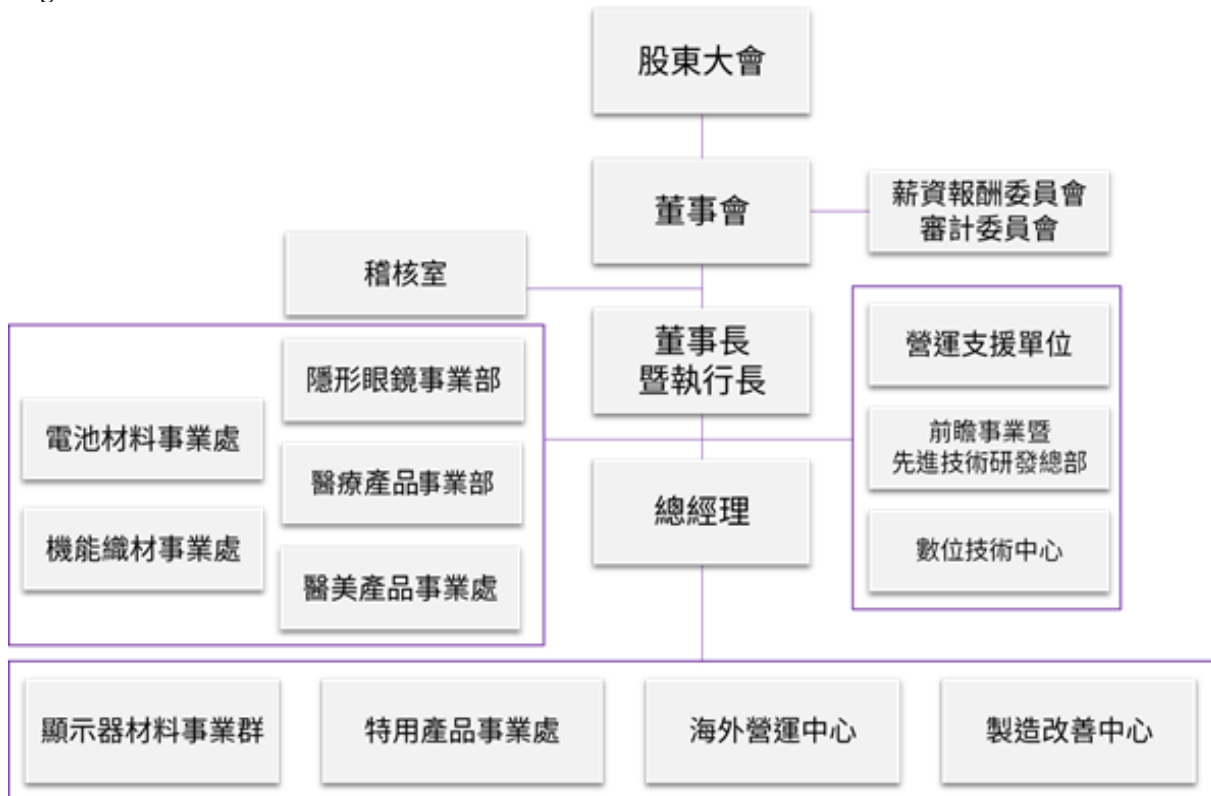 股東大會
董事會
薪資報酬委員會
審計委員會
稽核室
董事長
暨執行長
營運支援單位
隱形眼鏡事業部
電池材料事業處
前瞻事業暨
先進技術研發總部
醫療產品事業部
總經理
機能織材事業處
數位技術中心
醫美產品事業處
顯示器材料事業群
特用產品事業處
海外營運中心
製造改善中心